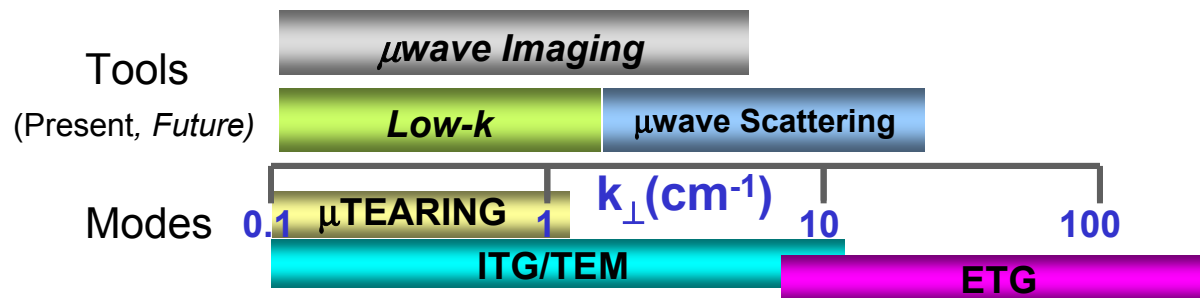 μwave Imaging
Tools
(Present, Future)
Low-k
μwave Scattering
k⊥(cm⁻¹)
Modes
0.1
μTEARING
1
10
100
ITG/TEM
ETG